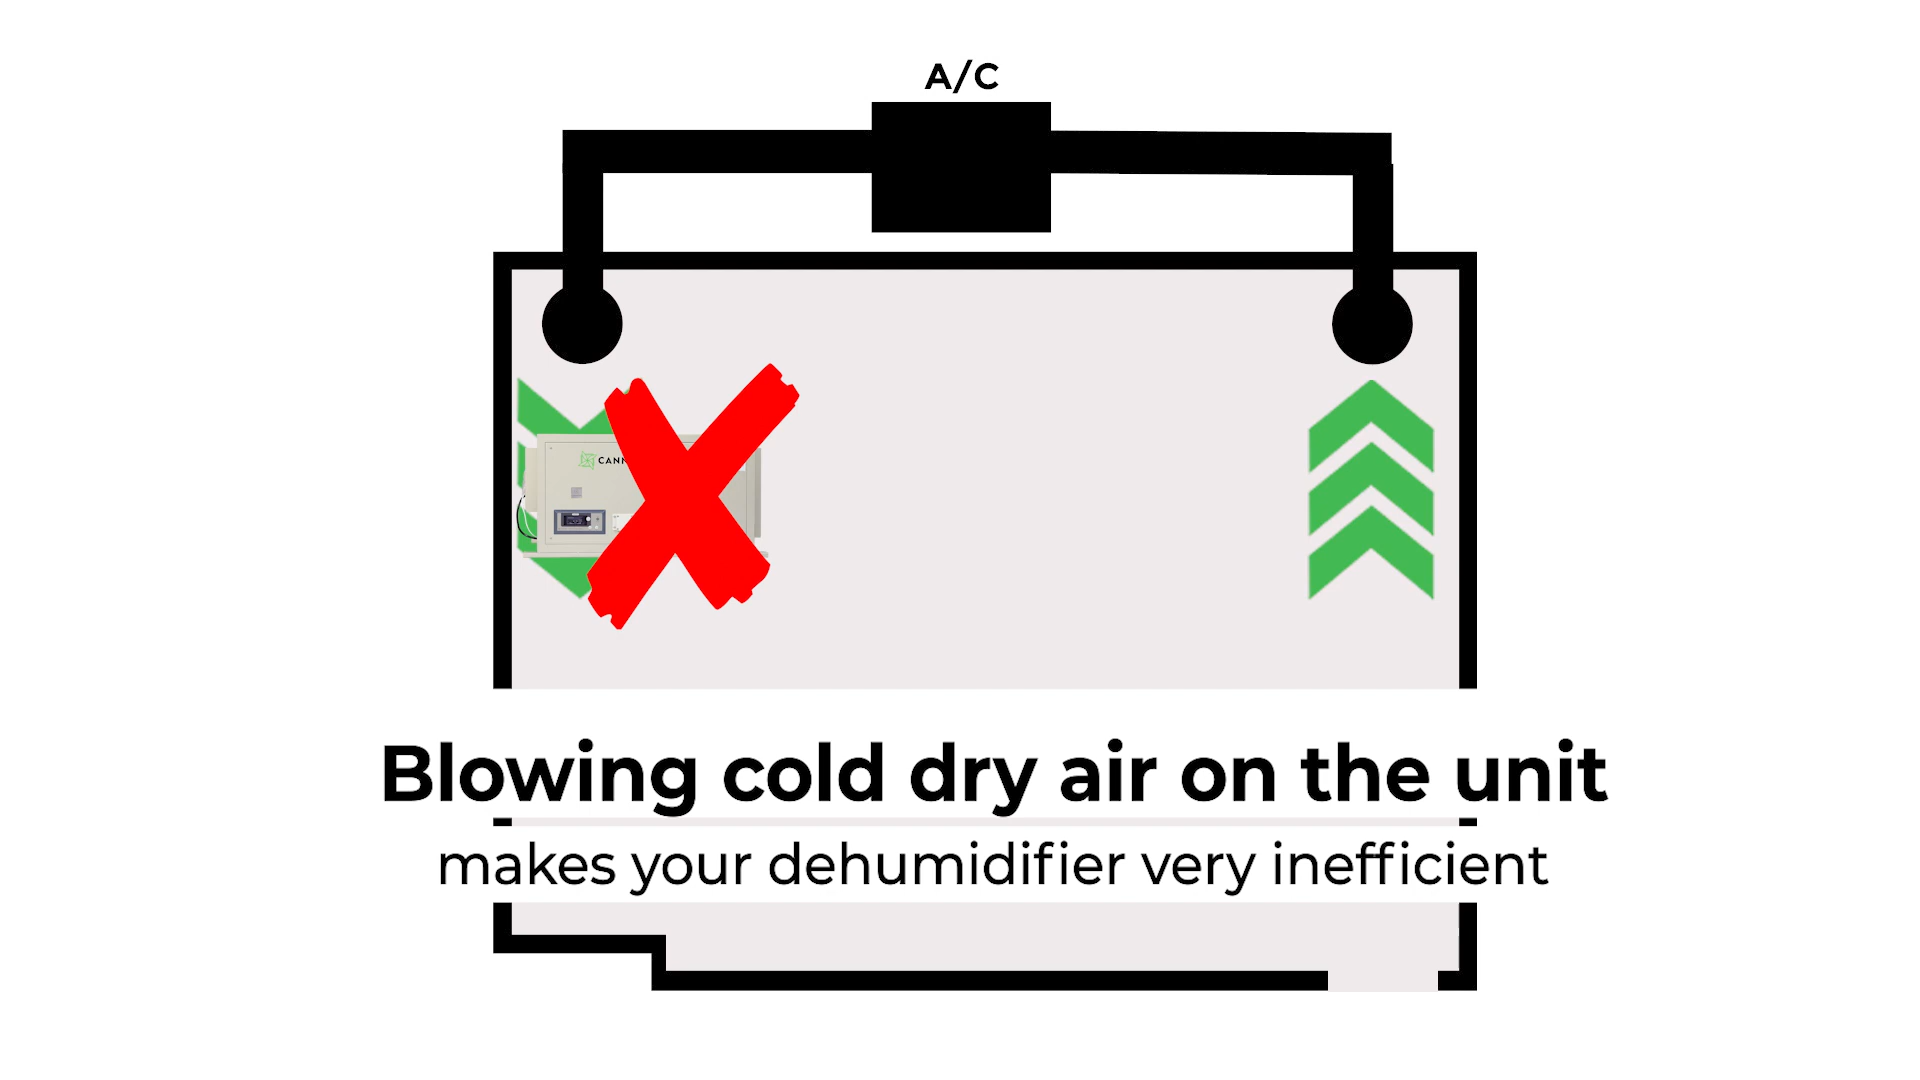 A/C
Blowing cold dry air on the unit
makes your dehumidifier very inefficient